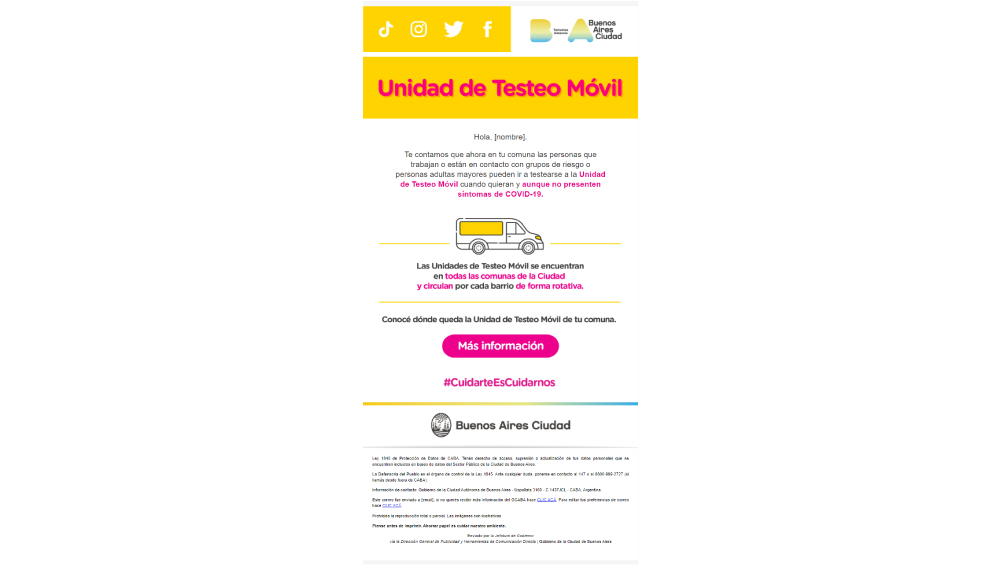 BA
Buenos
Aires
Ciudad
Unidad de Testeo Móvil
Hola, [nombre].
Te contamos que ahora en tu comuna las personas que
trabajan o están en contacto con grupos de riesgo o
personas adultas mayores pueden ir a testearse a la Unidad
de Testeo Móvil cuando quieran y aunque no presenten
síntomas de COVID-19.
Las Unidades de Testeo Móvil se encuentran
en todas las comunas de la Ciudad
y circulan por cada barrio de forma rotativa.
Conocé dónde queda la Unidad de Testeo Móvil de tu comuna.
Más información
#CuidarteEsCuidarnos
Buenos Aires Ciudad
Ley 1845 de Protección de Datos de CABA. Tenés derecho de acceso, supresión o actualización de tus datos personales que se
encuentran incluidos en bases de datos del Sector Público de la Ciudad de Buenos Aires.
La Defensoría del Pueblo es el órgano de control de la Ley 1845. Ante cualquier duda, ponerse en contacto al 147 o al 0800-999-2727 (si
llamás desde fuera de CABA).
Información de contacto: Gobierno de la Ciudad Autónoma de Buenos Aires - Uspallata 3160 - C 1437JCL - CABA, Argentina.
Este correo fue enviado a [email], si no querés recibir más información del GCABA hacé CLIC ACÁ. Para editar tus preferencias de correo
hacé CLIC ACÁ.
Prohibida la reproducción total o parcial. Las imágenes son ilustrativas
Piense antes de imprimir. Ahorrar papel es cuidar nuestro ambiente.
Enviado por la Jefatura de Gobierno
vía la Dirección General de Publicidad y Herramientas de Comunicación Directa | Gobierno de la Ciudad de Buenos Aires